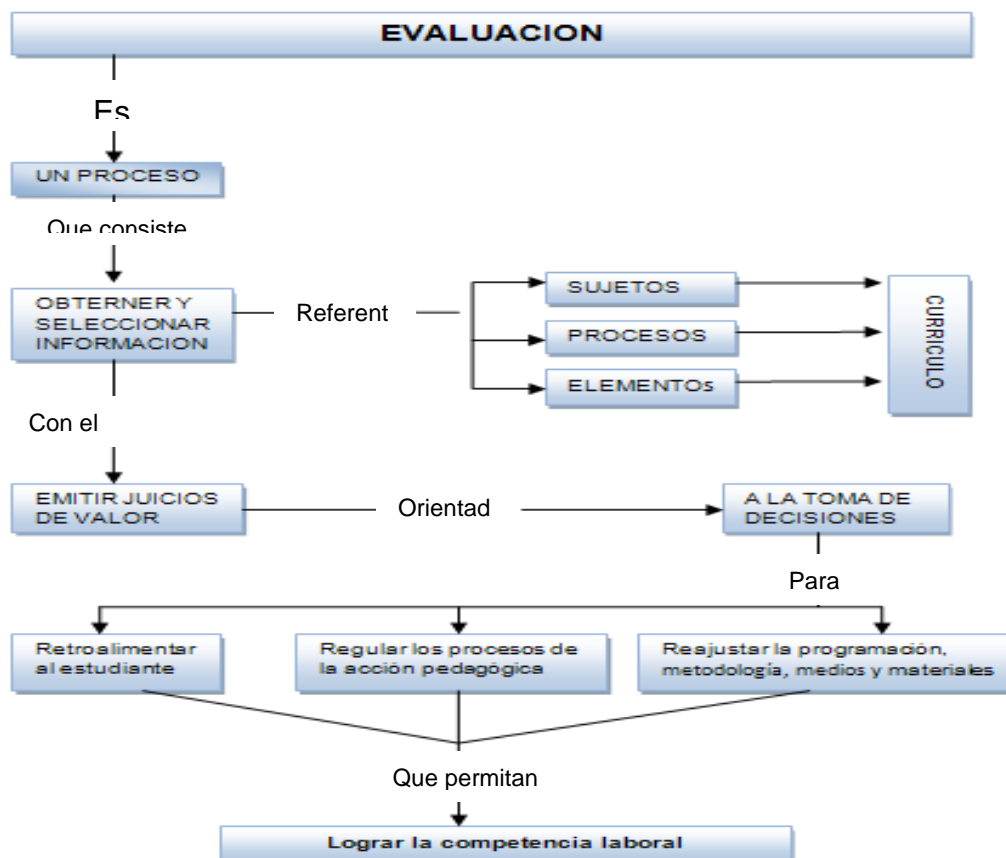 EVALUACION
Es
UN PROCESO
Que consiste
OBTERNER Y
SELECCIONAR
INFORMACION
Referent
SUJETOS
PROCESOS
ELEMENTOs
CURRICULO
Con el
EMITIR JUICIOS
DE VALOR
Orientad
A LA TOMA DE
DECISIONES
Para
Retroalimentar
al estudiante
Regular los procesos de
la acción pedagógica
Reajustar la programación,
metodología, medios y materiales
Que permitan
Lograr la competencia laboral